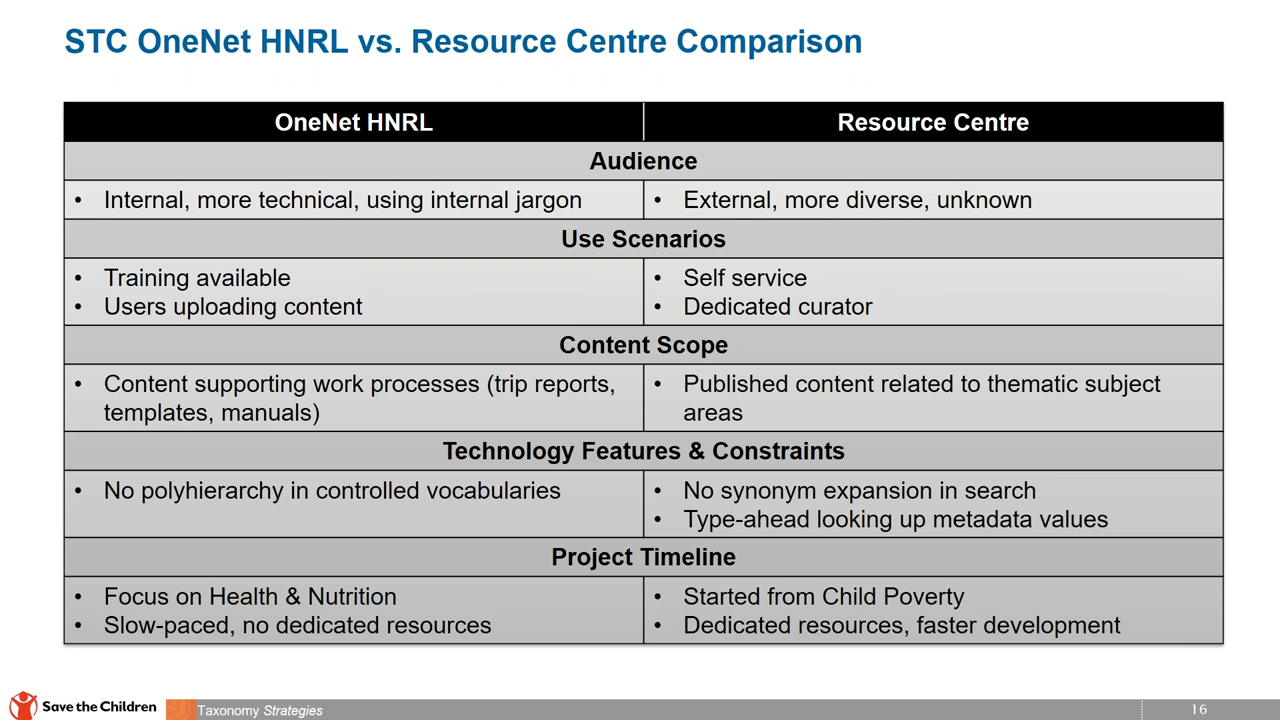 STC OneNet HNRL vs. Resource Centre Comparison
OneNet HNRL
Resource Centre
Audience
• Internal, more technical, using internal jargon
• External, more diverse, unknown
Use Scenarios
• Training available
• Users uploading content
• Self service
• Dedicated curator
Content Scope
• Content supporting work processes (trip reports,
templates, manuals)
• Published content related to thematic subject
areas
Technology Features & Constraints
• No polyhierarchy in controlled vocabularies
• No synonym expansion in search
• Type-ahead looking up metadata values
Project Timeline
• Focus on Health & Nutrition
• Slow-paced, no dedicated resources
• Started from Child Poverty
• Dedicated resources, faster development
Save the Children
Taxonomy Strategies
16